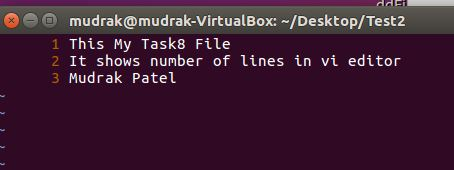 mudrak@mudrak-VirtualBox: ~/Desktop/Test2
1 This My Task8 File
2 It shows number of lines in vi editor
3 Mudrak Patel
~
~
~
~